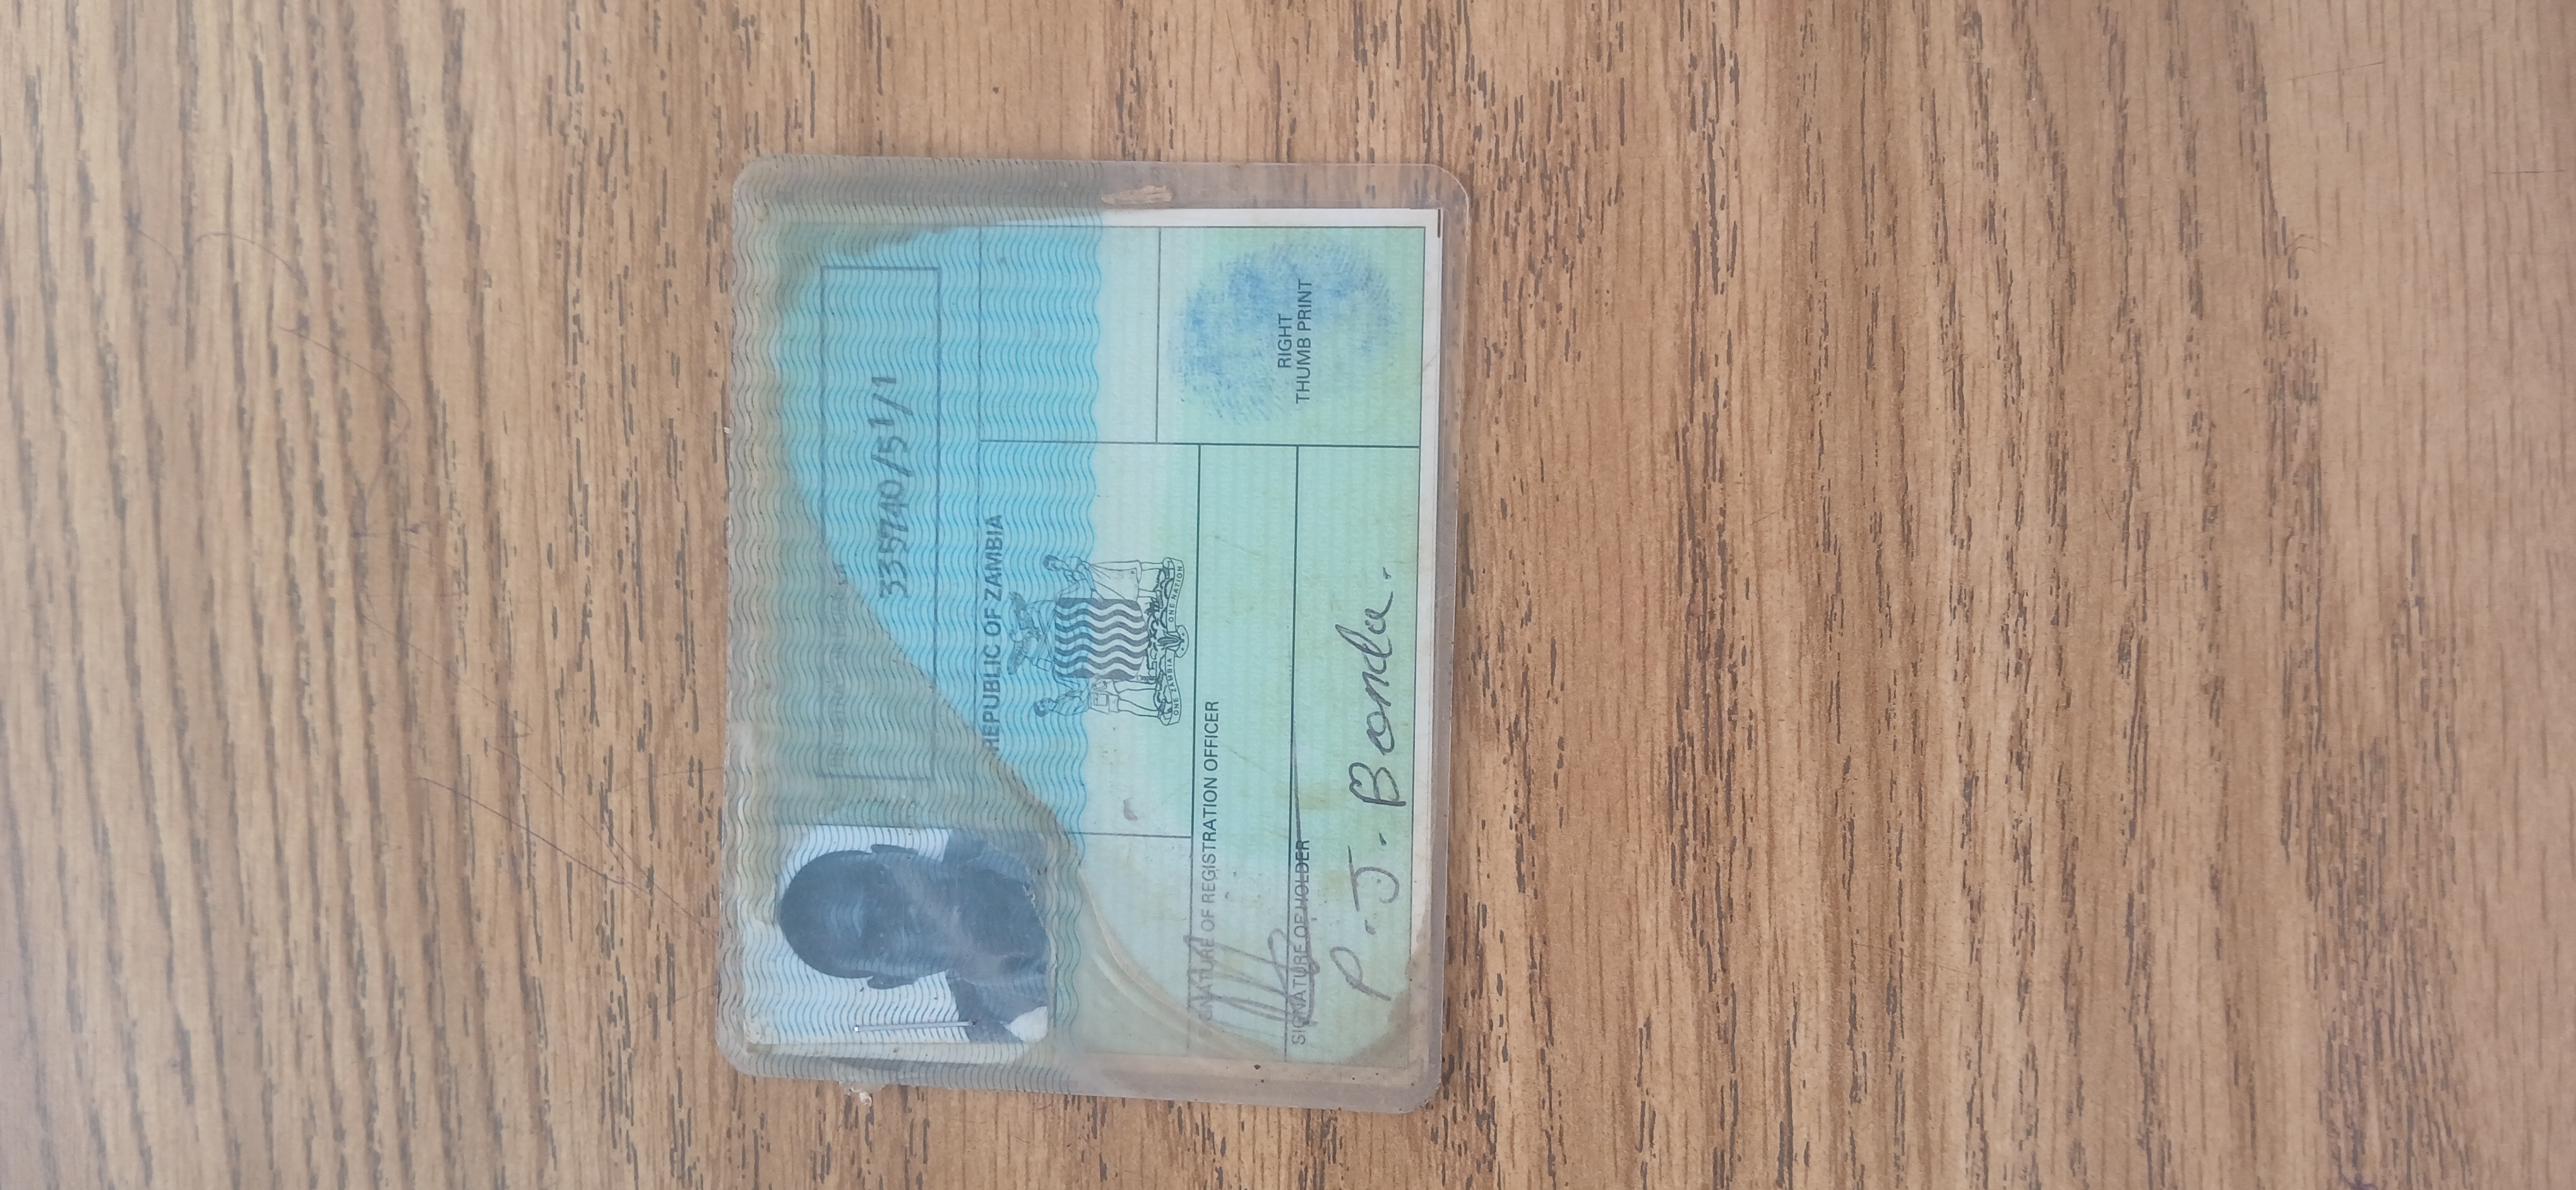 335740/51/1
REPUBLIC OF ZAMBIA
ONE ZAMBIA ONE NATION
SIGNATURE OF REGISTRATION OFFICER
SIGNATURE OF HOLDER
P. J. Banda.
RIGHT
THUMB PRINT